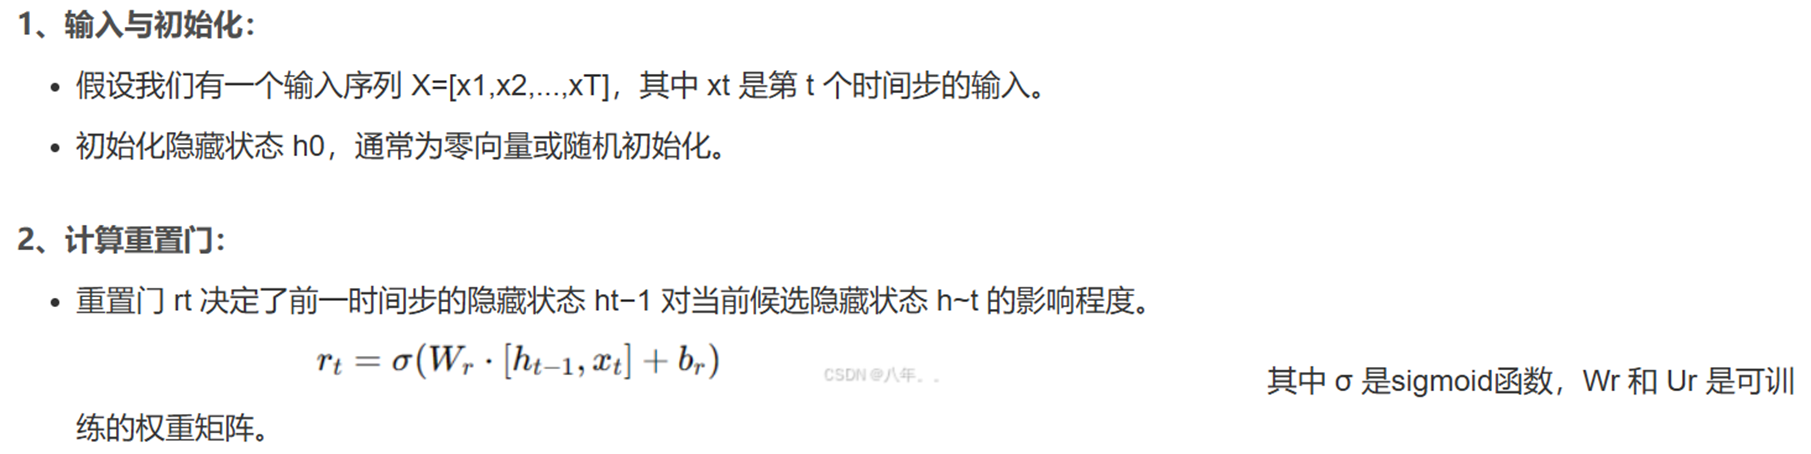 1、输入与初始化：
• 假设我们有一个输入序列 X=[x1,x2,...,xT]，其中 xt 是第 t 个时间步的输入。
• 初始化隐藏状态 h0，通常为零向量或随机初始化。
2、计算重置门：
• 重置门 rt 决定了前一时间步的隐藏状态 ht−1 对当前候选隐藏状态 h~t 的影响程度。
r_t = σ(W_r · [h_{t−1}, x_t] + b_r)
CSDN @八年。。
其中 σ 是sigmoid函数，Wr 和 Ur 是可训
练的权重矩阵。